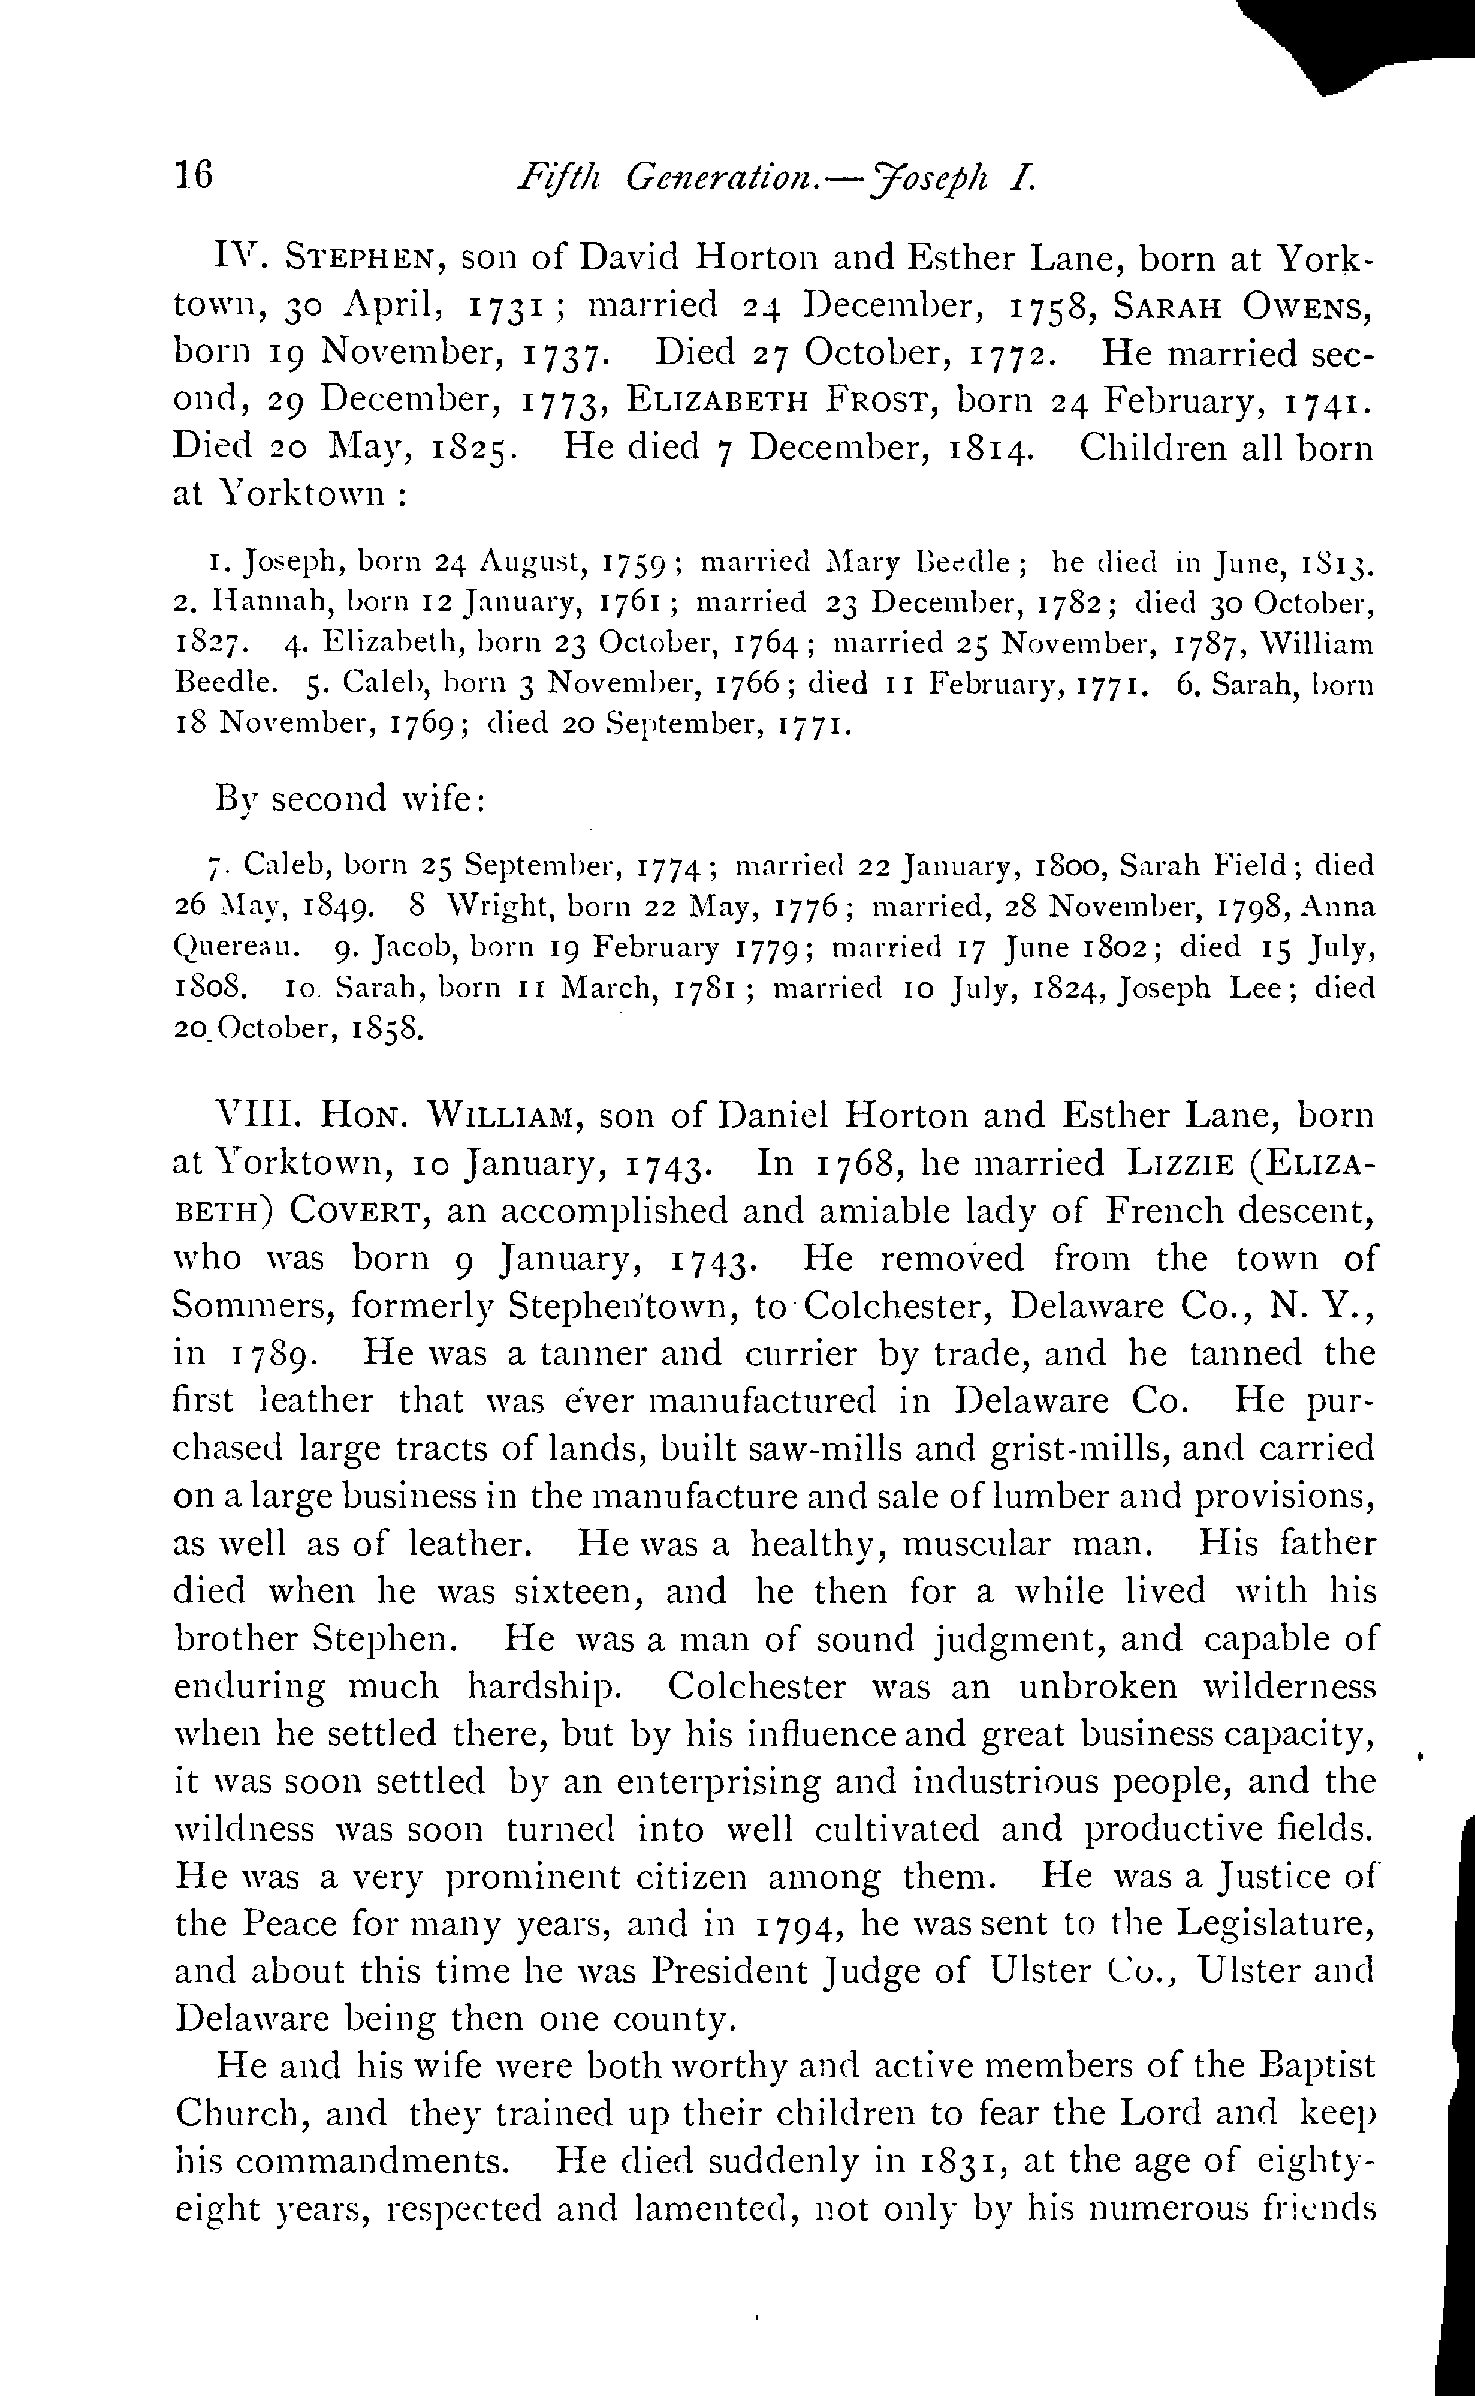 16 Fifth Generation.—Joseph I.
IV. STEPHEN, son of David Horton and Esther Lane, born at York-
town, 30 April, 1731 ; married 24 December, 1758, SARAH OWENS,
born 19 November, 1737. Died 27 October, 1772. He married sec-
ond, 29 December, 1773, ELIZABETH FROST, born 24 February, 1741.
Died 20 May, 1825. He died 7 December, 1814. Children all born
at Yorktown :
1. Joseph, born 24 August, 1759 ; married Mary Beedle ; he died in June, 1813.
2. Hannah, born 12 January, 1761 ; married 23 December, 1782 ; died 30 October,
1827. 4. Elizabeth, born 23 October, 1764 ; married 25 November, 1787, William
Beedle. 5. Caleb, born 3 November, 1766 ; died 11 February, 1771. 6. Sarah, born
18 November, 1769 ; died 20 September, 1771.
By second wife:
7. Caleb, born 25 September, 1774 ; married 22 January, 1800, Sarah Field ; died
26 May, 1849. 8 Wright, born 22 May, 1776 ; married, 28 November, 1798, Anna
Quereau. 9. Jacob, born 19 February 1779 ; married 17 June 1802 ; died 15 July,
1808. 10. Sarah, born 11 March, 1781 ; married 10 July, 1824, Joseph Lee ; died
20 October, 1858.
VIII. HON. WILLIAM, son of Daniel Horton and Esther Lane, born
at Yorktown, 10 January, 1743. In 1768, he married LIZZIE (ELIZA-
BETH) COVERT, an accomplished and amiable lady of French descent,
who was born 9 January, 1743. He removed from the town of
Sommers, formerly Stephentown, to Colchester, Delaware Co., N. Y.,
in 1789. He was a tanner and currier by trade, and he tanned the
first leather that was ever manufactured in Delaware Co. He pur-
chased large tracts of lands, built saw-mills and grist-mills, and carried
on a large business in the manufacture and sale of lumber and provisions,
as well as of leather. He was a healthy, muscular man. His father
died when he was sixteen, and he then for a while lived with his
brother Stephen. He was a man of sound judgment, and capable of
enduring much hardship. Colchester was an unbroken wilderness
when he settled there, but by his influence and great business capacity,
it was soon settled by an enterprising and industrious people, and the
wildness was soon turned into well cultivated and productive fields.
He was a very prominent citizen among them. He was a Justice of
the Peace for many years, and in 1794, he was sent to the Legislature,
and about this time he was President Judge of Ulster Co., Ulster and
Delaware being then one county.
He and his wife were both worthy and active members of the Baptist
Church, and they trained up their children to fear the Lord and keep
his commandments. He died suddenly in 1831, at the age of eighty-
eight years, respected and lamented, not only by his numerous friends